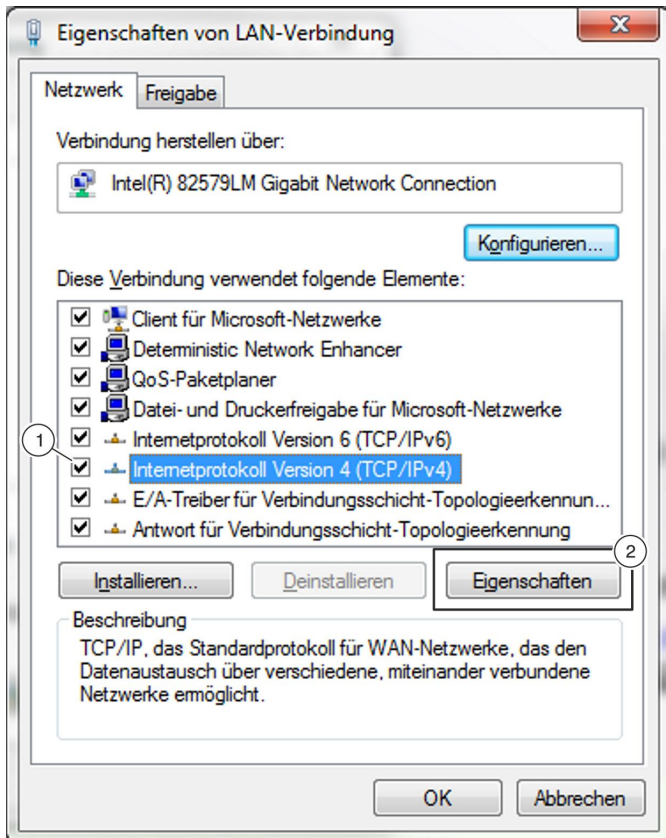 Eigenschaften von LAN-Verbindung
Netzwerk
Freigabe
Verbindung herstellen über:
Intel(R) 82579LM Gigabit Network Connection
Konfigurieren...
Diese Verbindung verwendet folgende Elemente:
Client für Microsoft-Netzwerke
Deterministic Network Enhancer
QoS-Paketplaner
Datei- und Druckerfreigabe für Microsoft-Netzwerke
1
Internetprotokoll Version 6 (TCP/IPv6)
Internetprotokoll Version 4 (TCP/IPv4)
E/A-Treiber für Verbindungsschicht-Topologieerkennun...
Antwort für Verbindungsschicht-Topologieerkennung
2
Installieren...
Deinstallieren
Eigenschaften
Beschreibung
TCP/IP, das Standardprotokoll für WAN-Netzwerke, das den
Datenaustausch über verschiedene, miteinander verbundene
Netzwerke ermöglicht.
OK
Abbrechen